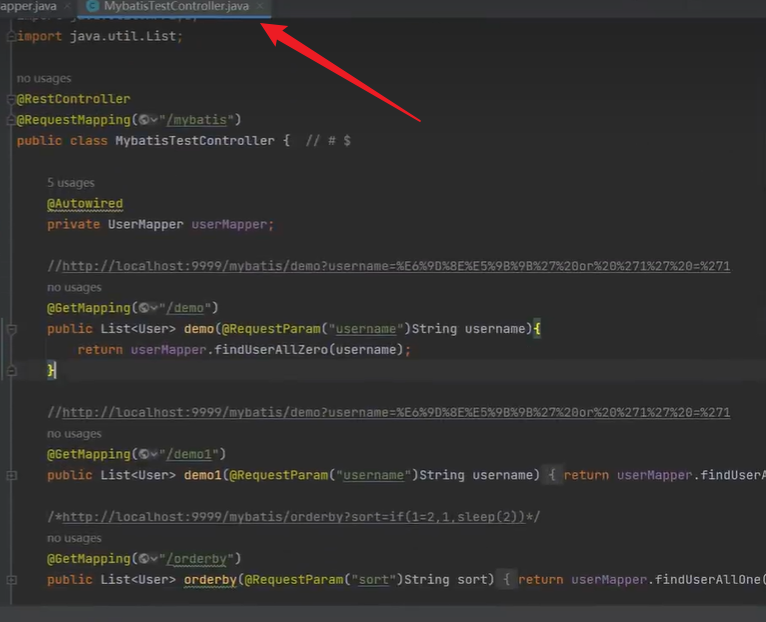 apper.java MybatisTestController.java
import java.util.List;
no usages
@RestController
@RequestMapping("/mybatis")
public class MybatisTestController { // # $
5 usages
@Autowired
private UserMapper userMapper;
//http://localhost:9999/mybatis/demo?username=%E6%9D%8E%E5%9B%9B%27%20or%20%271%27%20=%271
no usages
@GetMapping("/demo")
public List<User> demo(@RequestParam("username")String username){
return userMapper.findUserAllZero(username);
}
//http://localhost:9999/mybatis/demo?username=%E6%9D%8E%E5%9B%9B%27%20or%20%271%27%20=%271
no usages
@GetMapping("/demo1")
public List<User> demo1(@RequestParam("username")String username) { return userMapper.findUserA
/*http://localhost:9999/mybatis/orderby?sort=if(1=2,1,sleep(2))*/
no usages
@GetMapping("/orderby")
public List<User> orderby(@RequestParam("sort")String sort) { return userMapper.findUserAllOne(